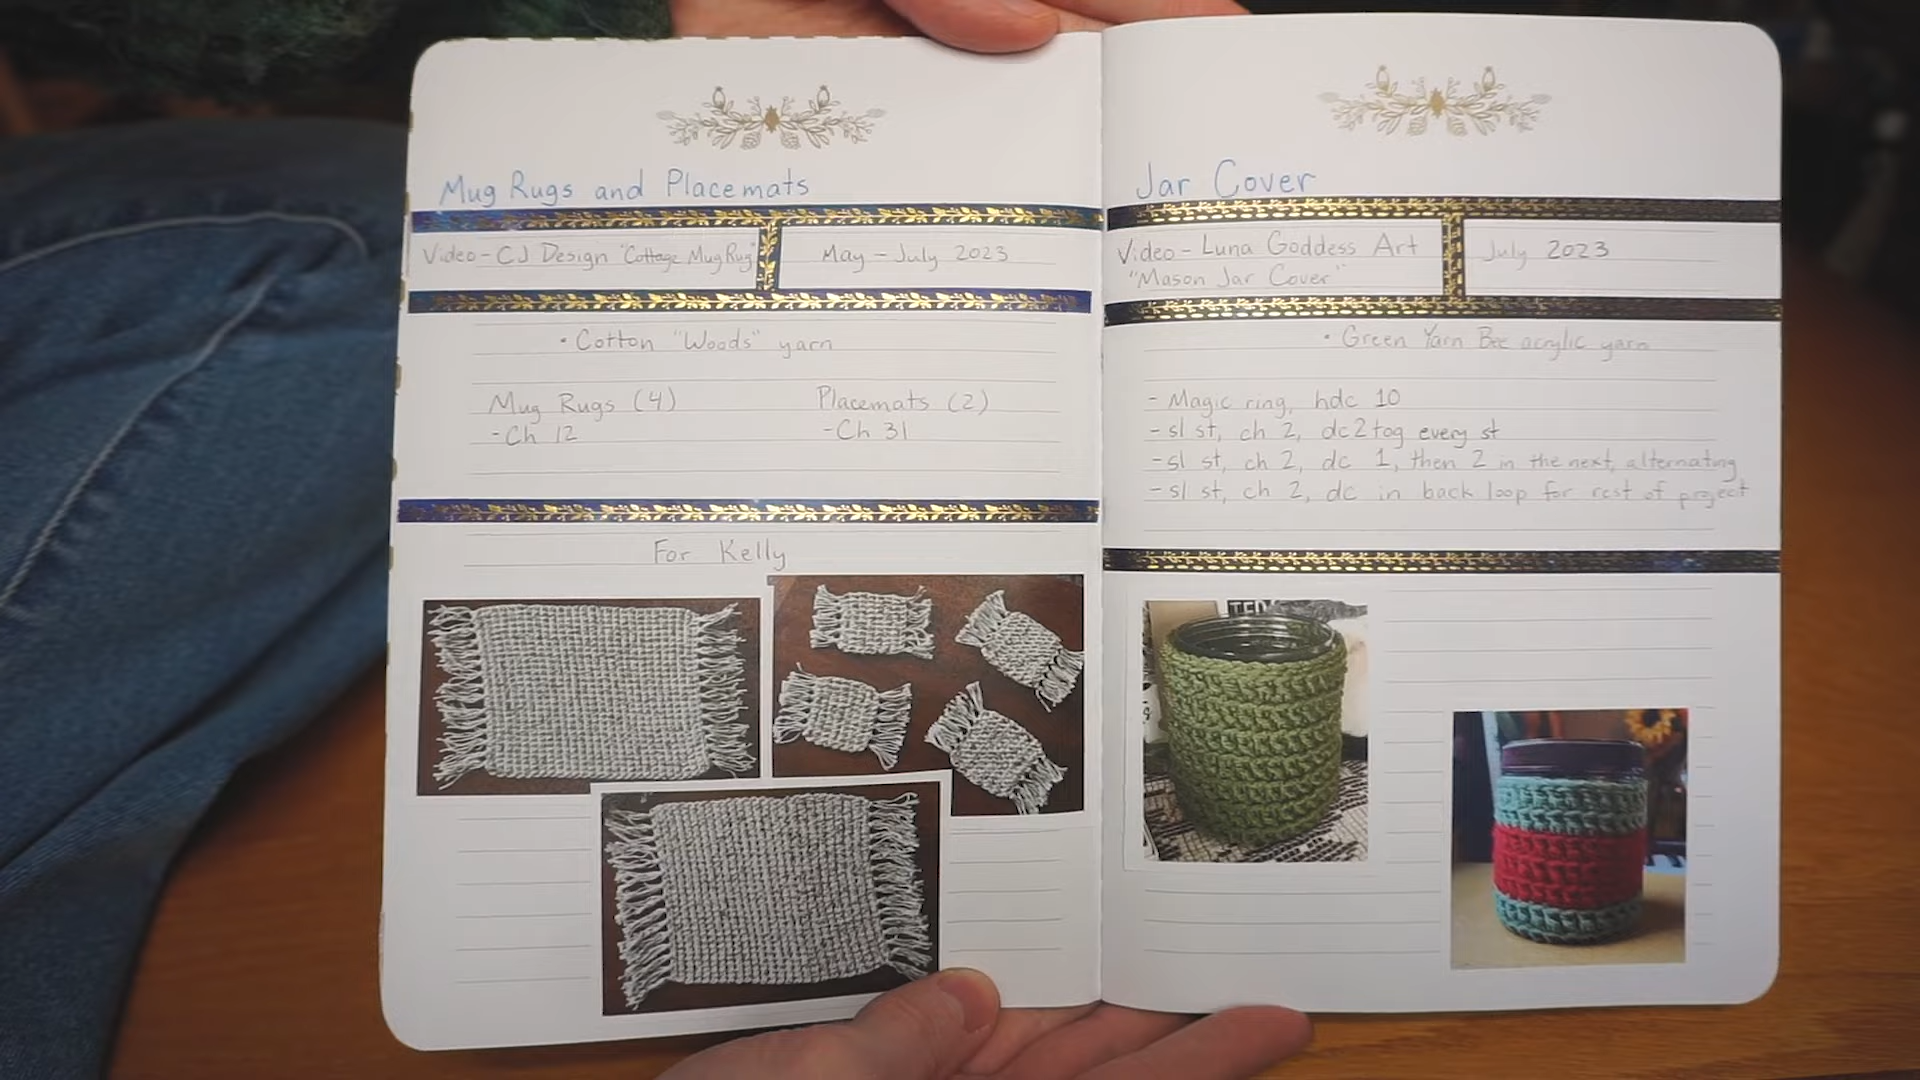 Mug Rugs and Placemats
Video - CJ Design "Cottage Mug Rug"
May - July 2023
• Cotton "Woods" yarn
Mug Rugs (4)
- Ch 12
Placemats (2)
- Ch 31
For Kelly
Jar Cover
Video - Luna Goddess Art
"Mason Jar Cover"
July 2023
• Green Yarn Bee acrylic yarn
- Magic ring, hdc 10
- sl st, ch 2, dc2tog every st
- sl st, ch 2, dc 1, then 2 in the next, alternating
- sl st, ch 2, dc in back loop for rest of project
TED